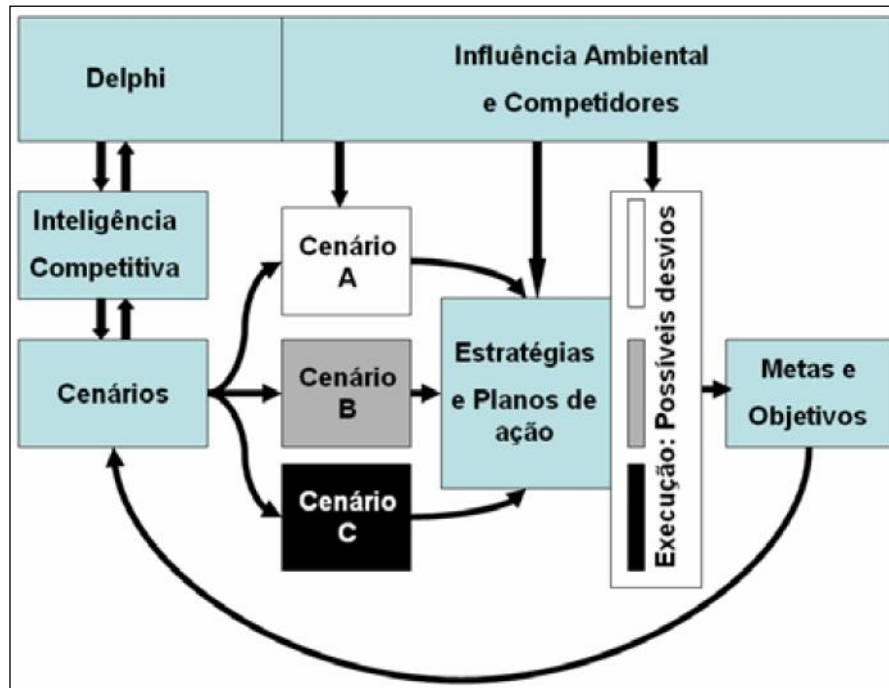 Delphi
Influência Ambiental
e Competidores
Inteligência
Competitiva
Cenários
Cenário
A
Cenário
B
Cenário
C
Estratégias
e Planos de
ação
Execução: Possíveis desvios
Metas e
Objetivos